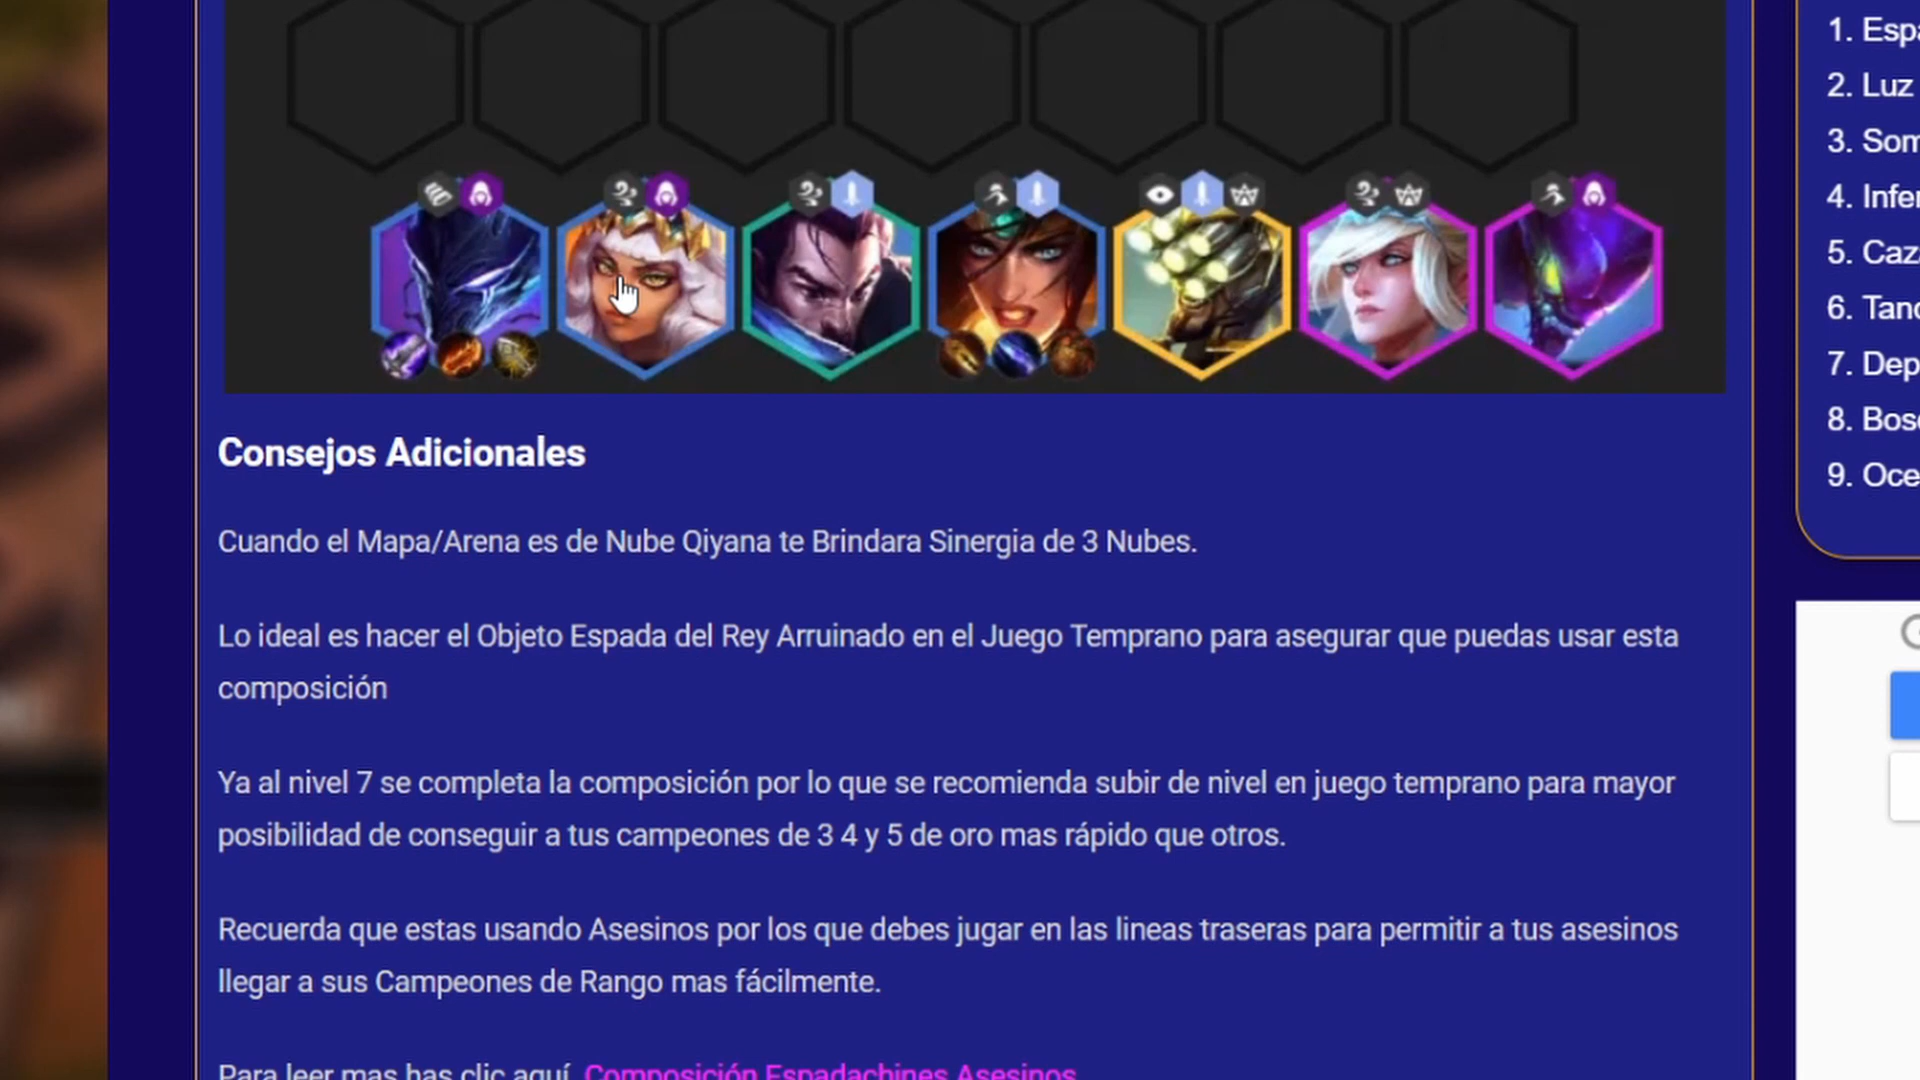 Consejos Adicionales
Cuando el Mapa/Arena es de Nube Qiyana te Brindara Sinergia de 3 Nubes.
Lo ideal es hacer el Objeto Espada del Rey Arruinado en el Juego Temprano para asegurar que puedas usar esta
composición
Ya al nivel 7 se completa la composición por lo que se recomienda subir de nivel en juego temprano para mayor
posibilidad de conseguir a tus campeones de 3 4 y 5 de oro mas rápido que otros.
Recuerda que estas usando Asesinos por los que debes jugar en las lineas traseras para permitir a tus asesinos
llegar a sus Campeones de Rango mas fácilmente.
Para leer mas has clic aquí. Composición Espadachines Asesinos
1. Espa
2. Luz
3. Som
4. Infer
5. Caz
6. Tanq
7. Dep
8. Bos
9. Oce